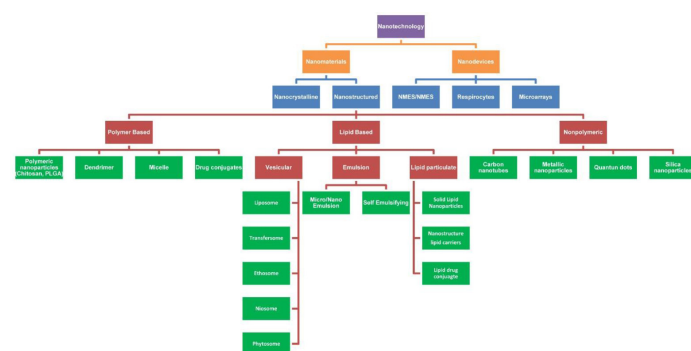 Nanotechnology
Nanomaterials
Nanodevices
Nanocrystalline
Nanostructured
NMES/NMES
Respirocytes
Microarrays
Polymer Based
Lipid Based
Nonpolymeric
Polymeric
nanoparticles
(Chitosan, PLGA)
Dendrimer
Micelle
Drug conjugates
Vesicular
Emulsion
Lipid particulate
Carbon
nanotubes
Metallic
nanoparticles
Quantun dots
Silica
nanoparticles
Liposome
Micro/Nano
Emulsion
Self Emulsifying
Solid Lipid
Nanoparticles
Transfersome
Nanostructure
lipid carriers
Ethosome
Lipid drug
conjuaghe
Niosome
Phytosome